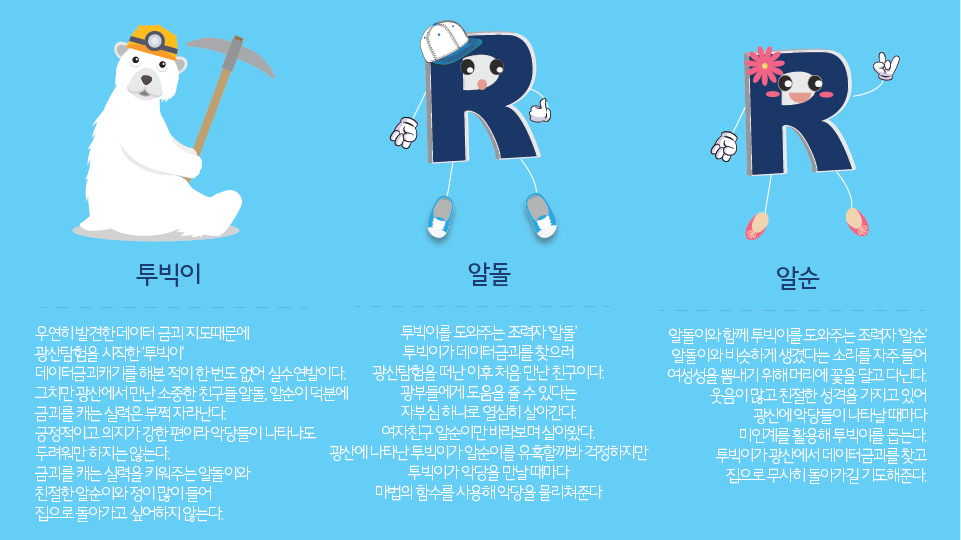 투빅이
우연히 발견한 데이터 금괴 지도때문에
광산탐험을 시작한 '투빅이'
데이터금괴캐기를 해본 적이 한 번도 없어 실수연발이다.
그치만 광산에서 만난 소중한 친구들 알돌, 알순이 덕분에
금괴를 캐는 실력은 부쩍 자라난다.
긍정적이고 의지가 강한 편이라 악당들이 나타나도
두려워만 하지는 않는다.
금괴를 캐는 실력을 키워주는 알돌이와
친절한 알순이와 정이 많이 들어
집으로 돌아가고 싶어하지 않는다.
알돌
투빅이를 도와주는 조력자 '알돌'
투빅이가 데이터금괴를 찾으러
광산탐험을 떠난 이후 처음 만난 친구이다.
광부들에게 도움을 줄 수 있다는
자부심 하나로 열심히 살아간다.
여자친구 알순이만 바라보며 살아왔다.
광산에 나타난 투빅이가 알순이를 유혹할까봐 걱정하지만
투빅이가 악당을 만날 때마다
마법의 함수를 사용해 악당을 물리쳐준다
알순
알돌이와 함께 투빅이를 도와주는 조력자 '알순'
알돌이와 비슷하게 생겼다는 소리를 자주 들어
여성성을 뽐내기 위해 머리에 꽃을 달고 다닌다.
웃음이 많고 친절한 성격을 가지고 있어
광산에 악당들이 나타날 때마다
미인계를 활용해 투빅이를 돕는다.
투빅이가 광산에서 데이터금괴를 찾고
집으로 무사히 돌아가길 기도해준다.